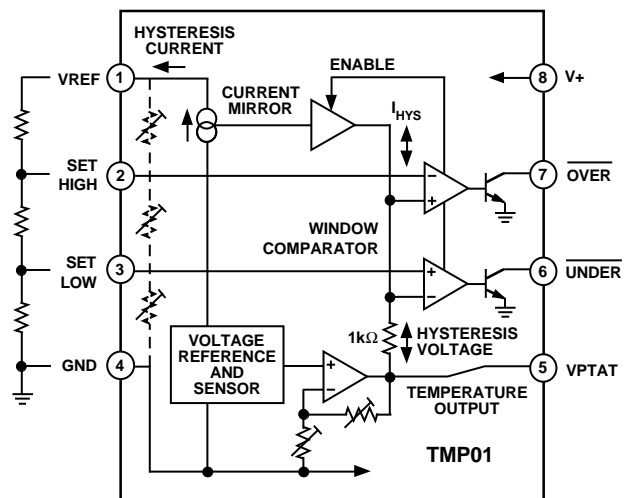 HYSTERESIS
CURRENT
VREF
1
CURRENT
MIRROR
ENABLE
8
V+
IHYS
SET
HIGH
2
–
+
7
OVER
WINDOW
COMPARATOR
SET
LOW
3
+
–
6
UNDER
1kΩ
HYSTERESIS
VOLTAGE
GND
4
VOLTAGE
REFERENCE
AND
SENSOR
+
–
5
VPTAT
TEMPERATURE
OUTPUT
TMP01